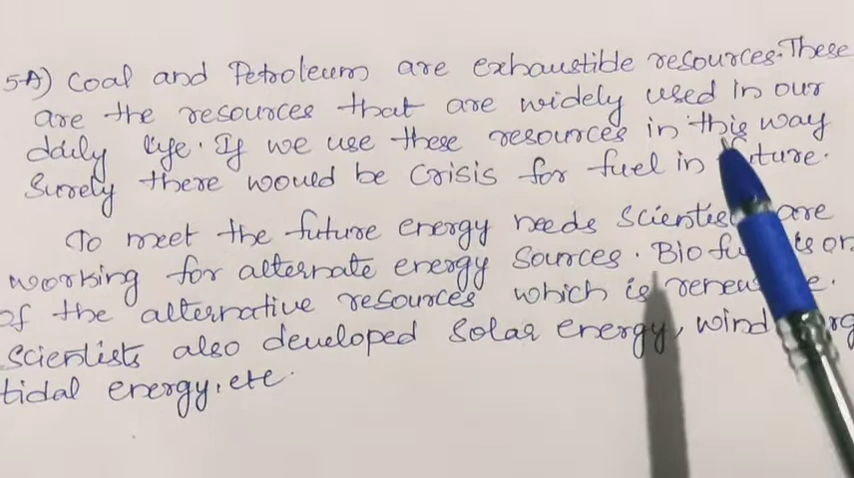 5A) Coal and Petroleum are exhaustible resources. These
are the resources that are widely used in our
daily life. If we use these resources in this way
Surely there would be Crisis for fuel in future.
To meet the future energy needs Scientists are
working for alternate energy Sources. Bio is
of the alternative resources which is
Scientists also developed Solar energy, wind
tidal energy, etc.